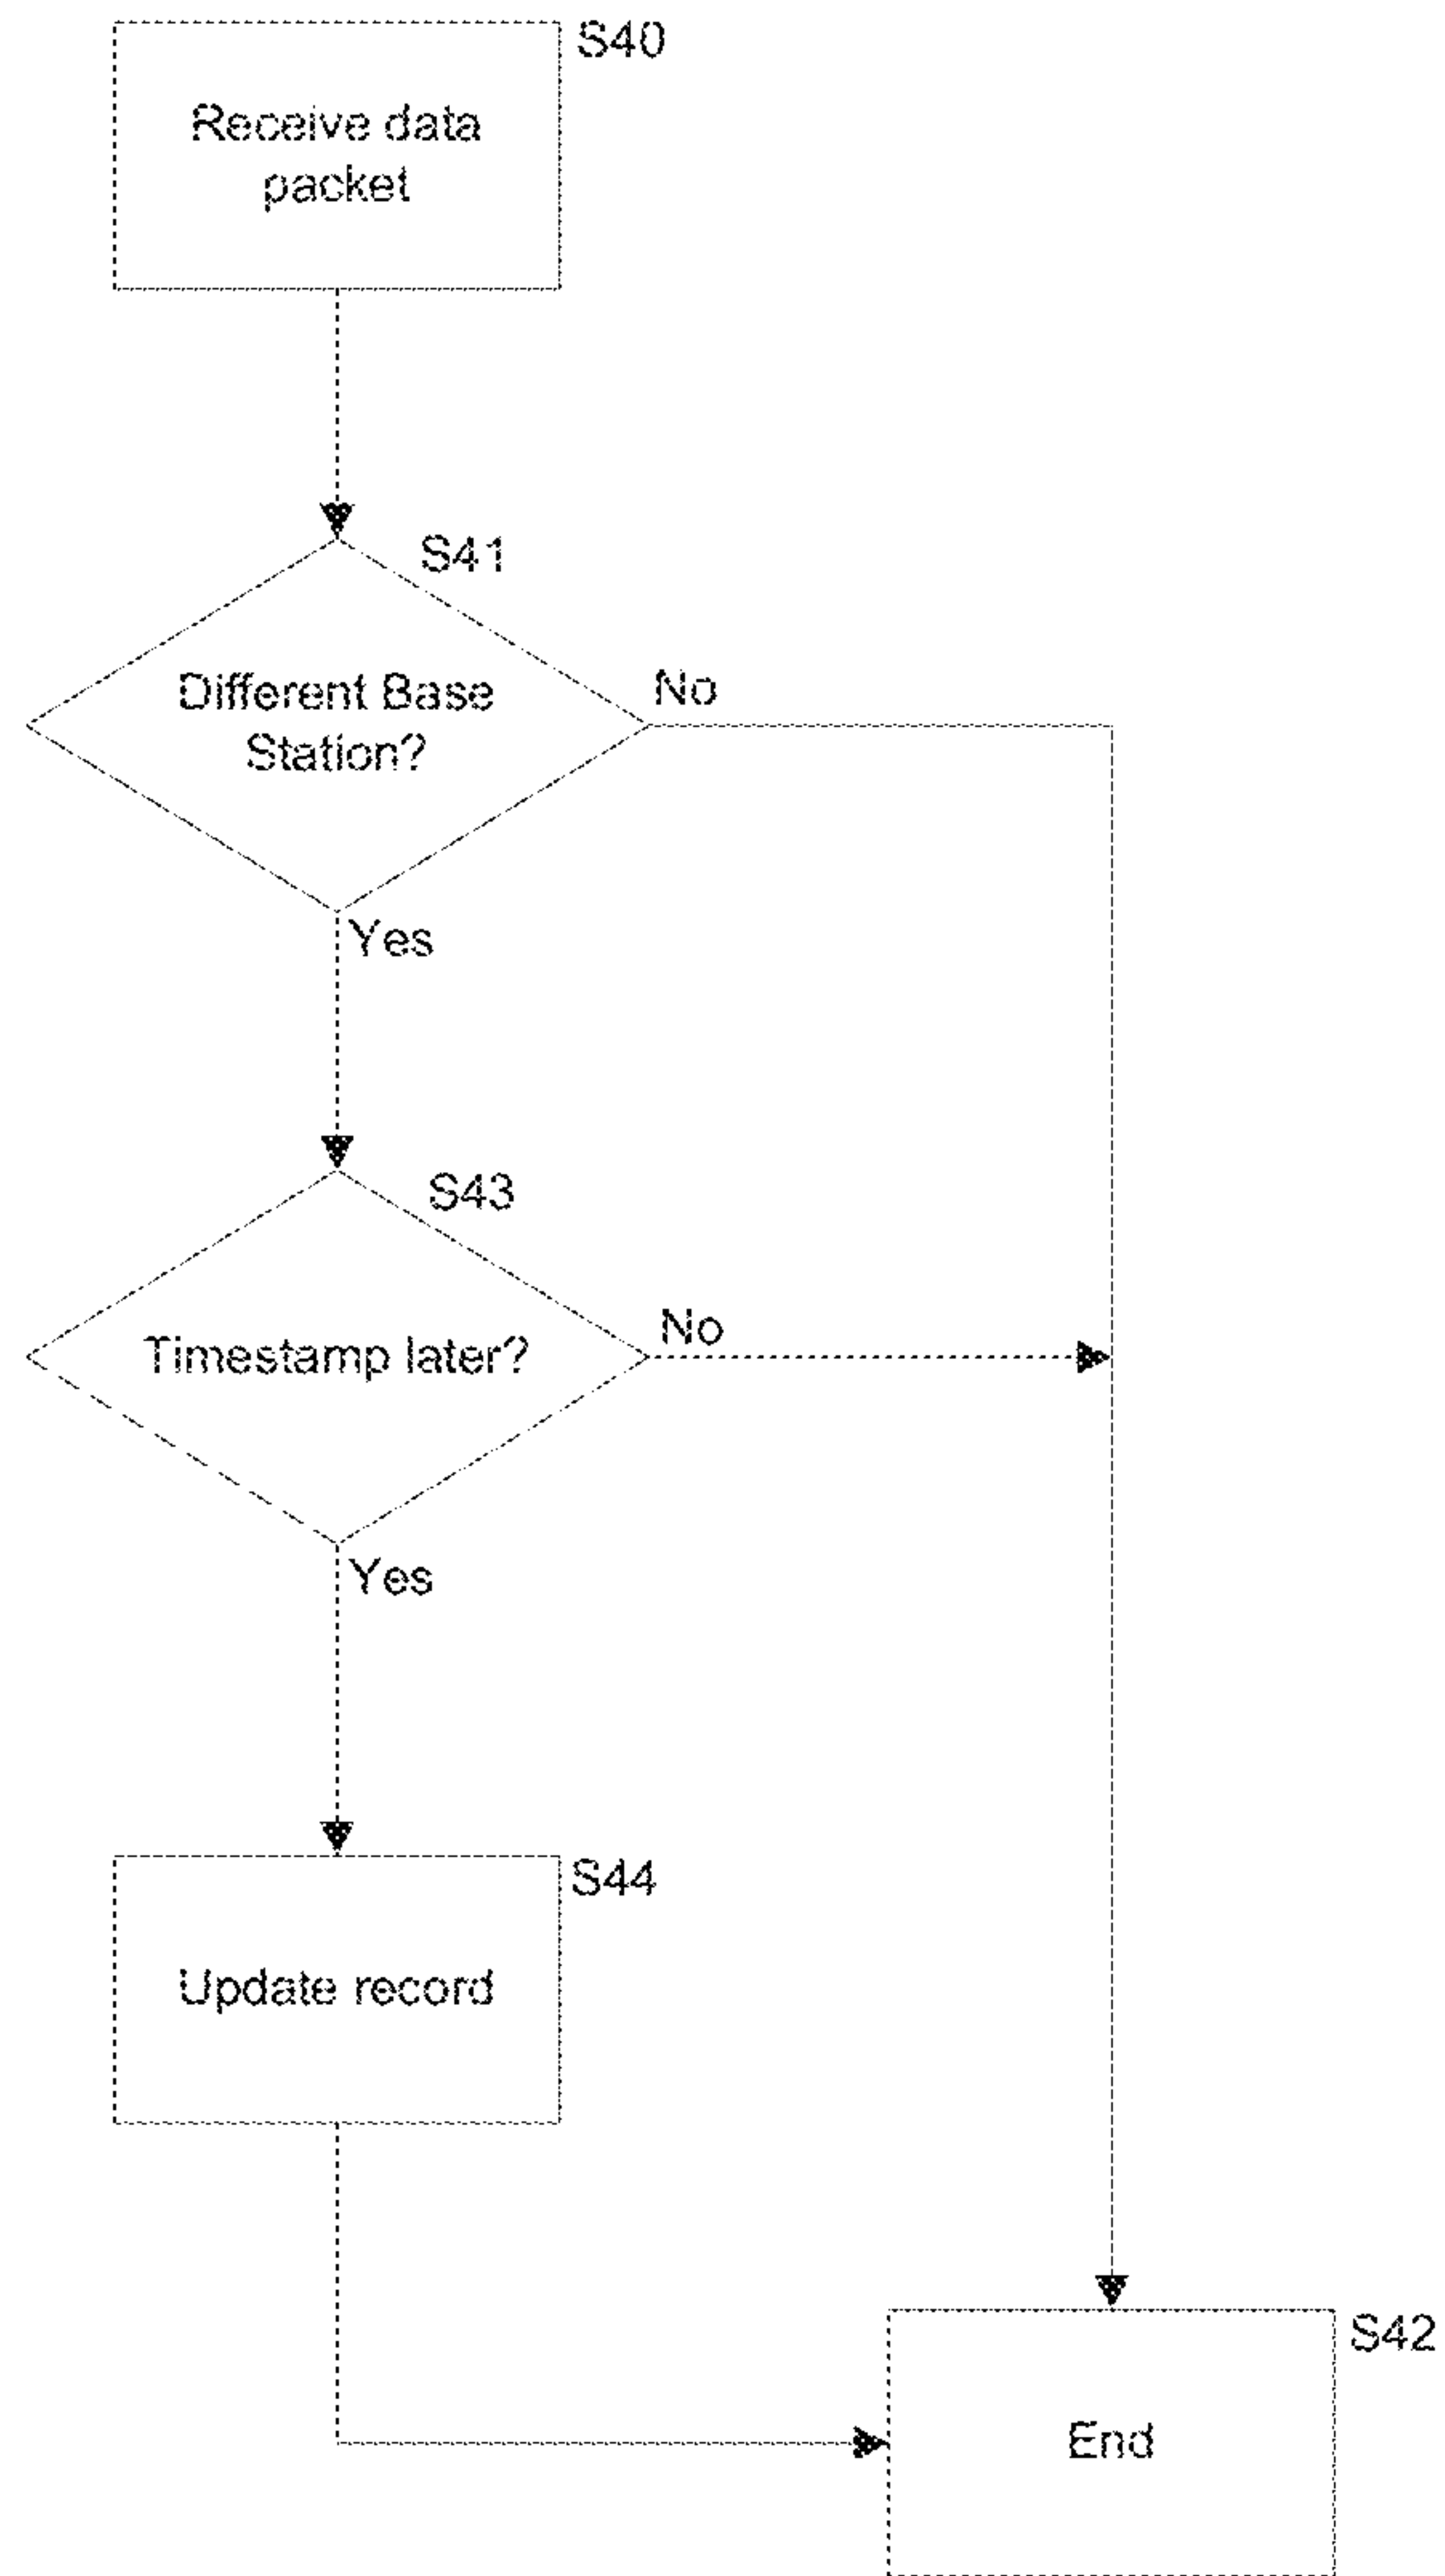 S40
Receive data
packet
S41
Different Base
Station?
No
Yes
S43
Timestamp later?
No
Yes
S44
Update record
S42
End